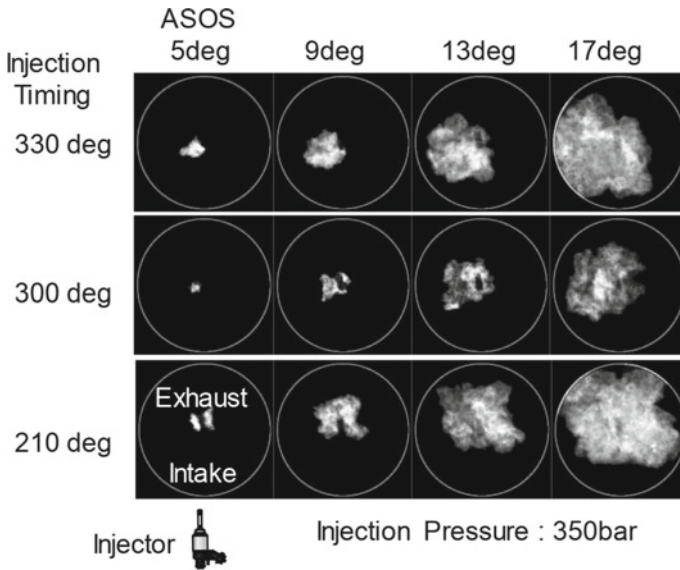 ASOS
5deg 9deg 13deg 17deg
Injection
Timing
330 deg
300 deg
Exhaust
210 deg
Intake
Injector
Injection Pressure : 350bar